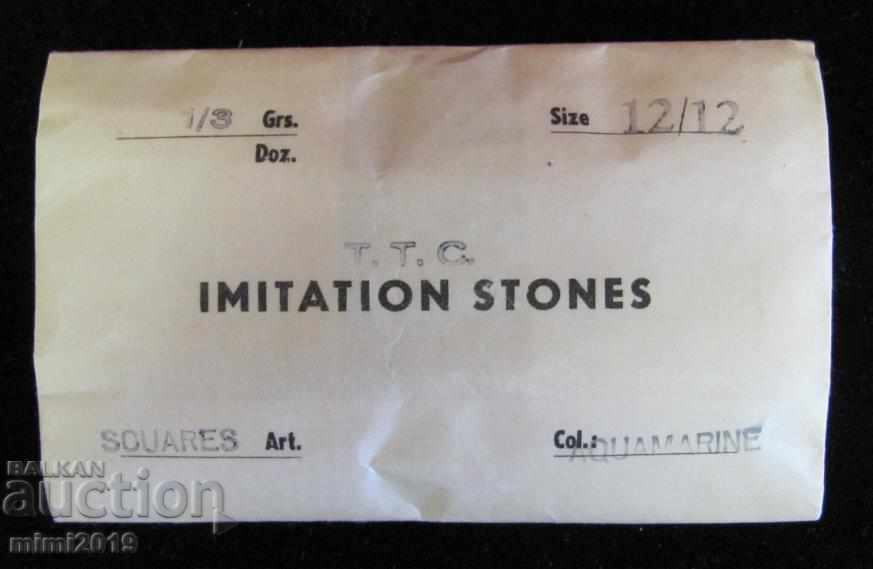 1/3 Grs. Size 12/12
Doz.
T. T. C.
IMITATION STONES
SQUARES Art. Col.: AQUAMARINE
BALKAN
auction
mimi2019